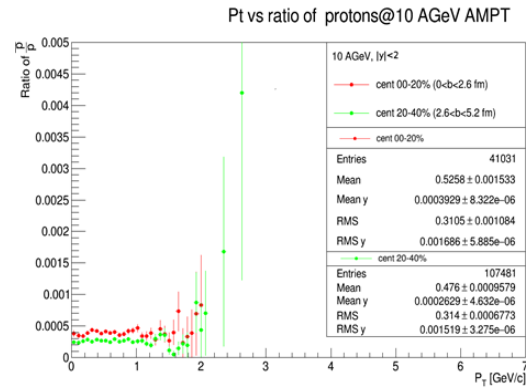 Pt vs ratio of protons@10 AGeV AMPT
Ratio of p̅/p
0.005
0.0045
0.004
0.0035
0.003
0.0025
0.002
0.0015
0.001
0.0005
0
0 1 2 3 4 5 6 7
P_T [GeV/c]
10 AGeV, |y|<2
cent 00-20% (0<b<2.6 fm)
cent 20-40% (2.6<b<5.2 fm)
cent 00-20%
Entries 41031
Mean 0.5258 ± 0.001533
Mean y 0.0003929 ± 8.322e-06
RMS 0.3105 ± 0.001084
RMS y 0.001686 ± 5.885e-06
cent 20-40%
Entries 107481
Mean 0.476 ± 0.0009579
Mean y 0.0002629 ± 4.632e-06
RMS 0.314 ± 0.0006773
RMS y 0.001519 ± 3.275e-06